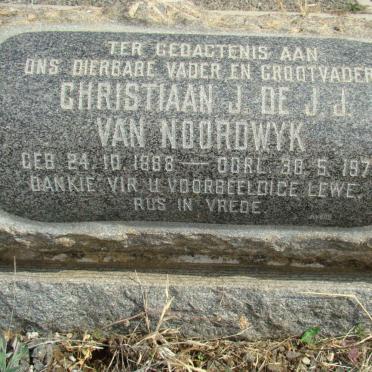 TER GEDAGTENIS AAN
ONS DIERBARE VADER EN GROOTVADER
CHRISTIAAN J. DE J. J.
VAN NOORDWYK
GEB. 24.10.1888 — OORL. 30.5.197
DANKIE VIR U VOORBEELDIGE LEWE.
RUS IN VREDE